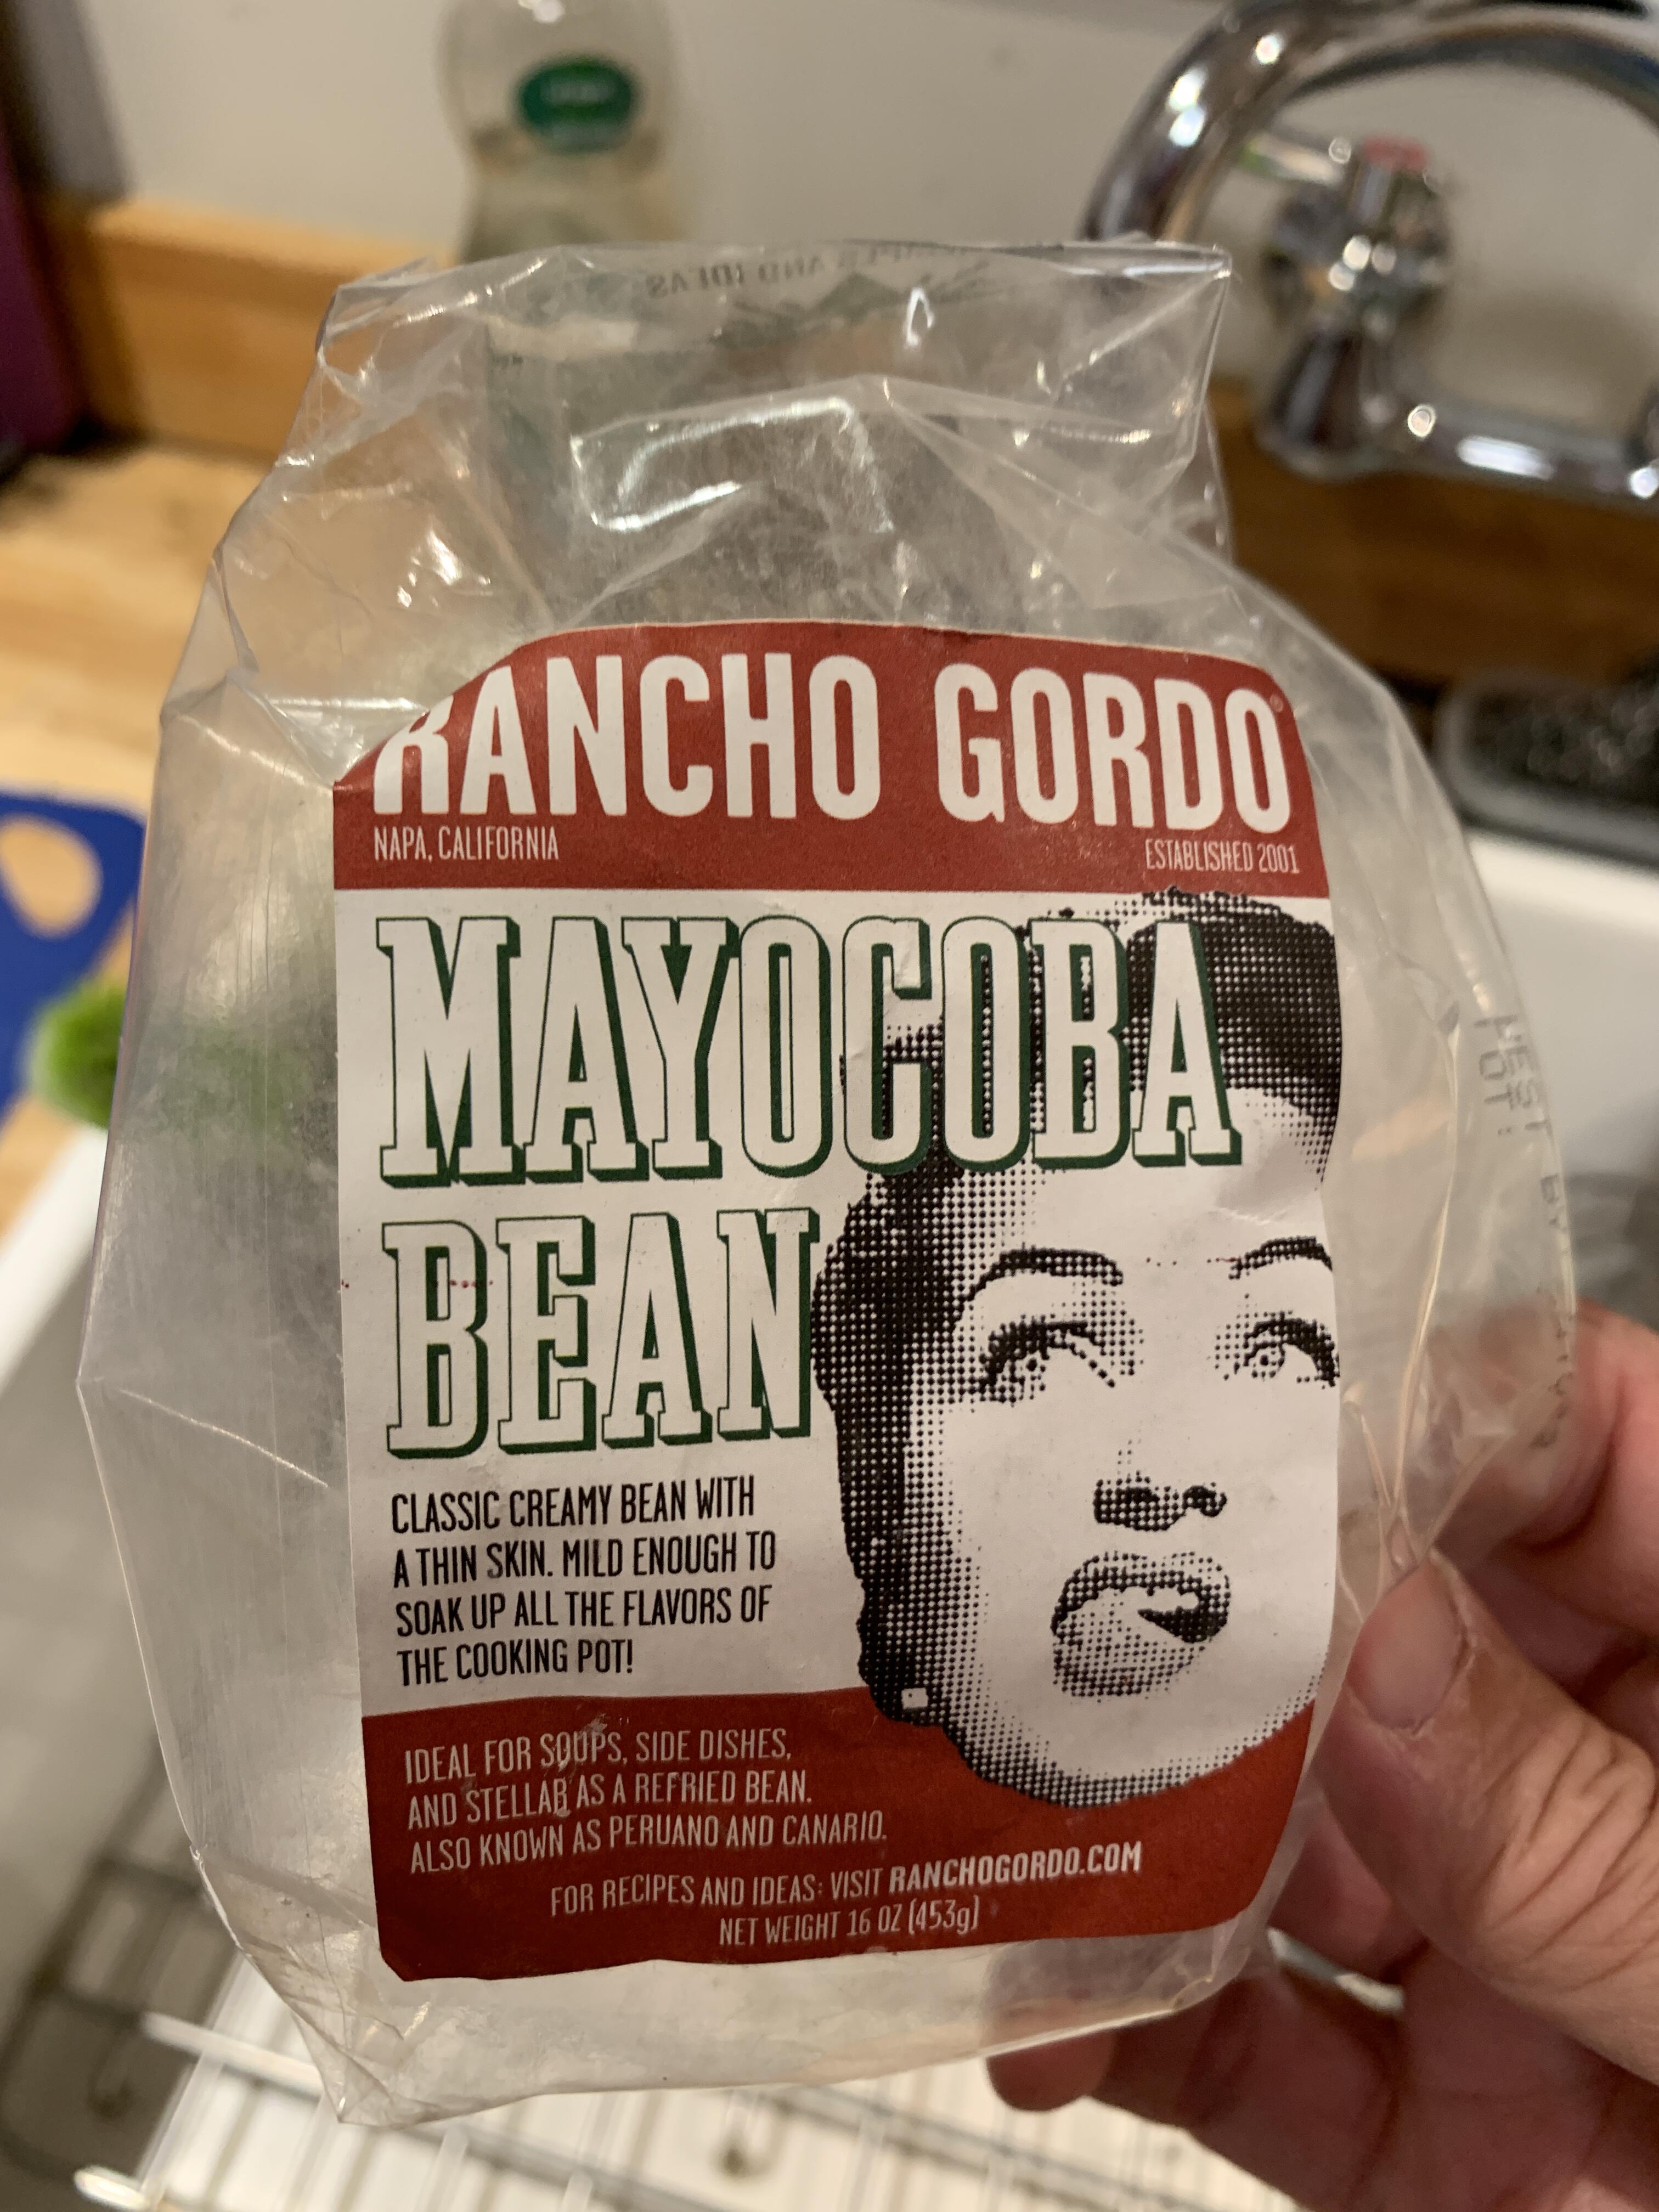 RANCHO GORDO®
NAPA, CALIFORNIA
ESTABLISHED 2001
MAYOCOBA
BEAN
CLASSIC CREAMY BEAN WITH
A THIN SKIN. MILD ENOUGH TO
SOAK UP ALL THE FLAVORS OF
THE COOKING POT!
IDEAL FOR SOUPS, SIDE DISHES,
AND STELLAR AS A REFRIED BEAN.
ALSO KNOWN AS PERUANO AND CANARIO.
FOR RECIPES AND IDEAS: VISIT RANCHOGORDO.COM
NET WEIGHT 16 OZ (453g)
AND IDEAS